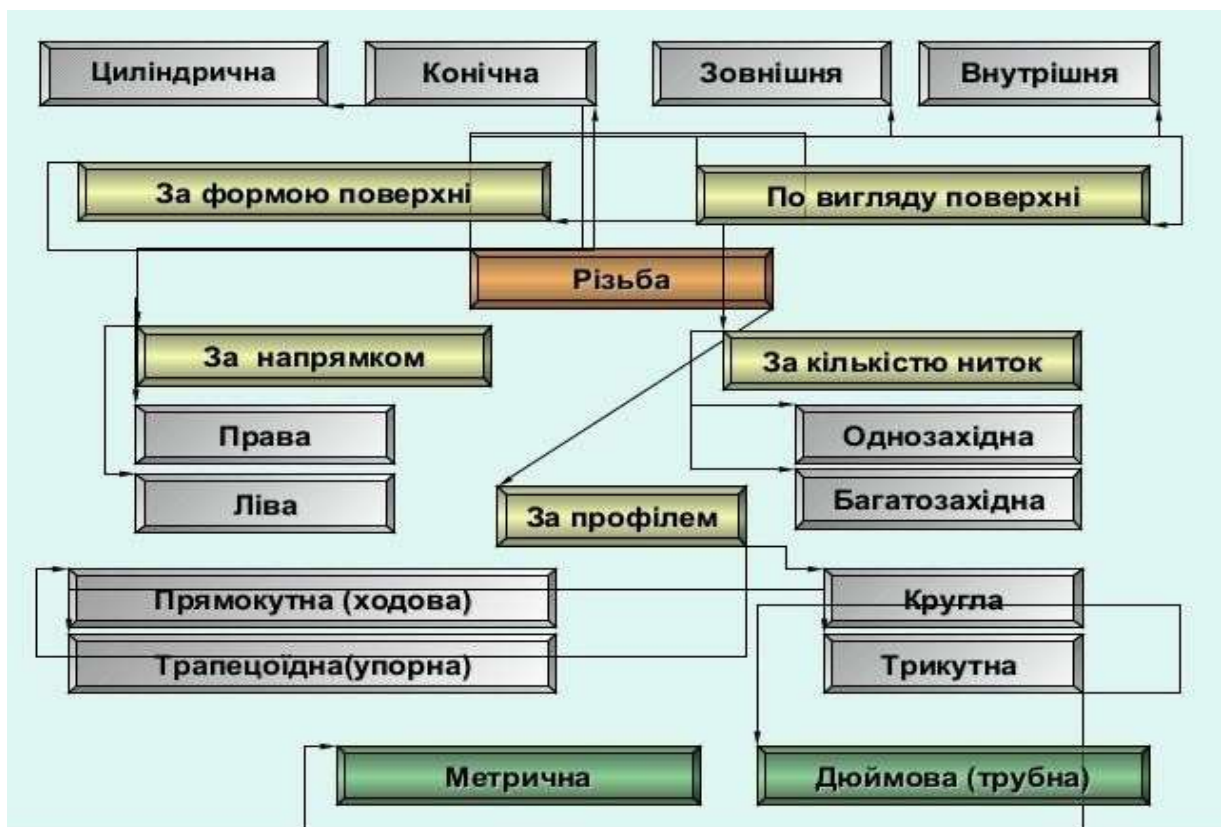 Циліндрична
Конічна
Зовнішня
Внутрішня
За формою поверхні
По вигляду поверхні
Різьба
За напрямком
За кількістю ниток
Права
Однозахідна
Ліва
Багатозахідна
За профілем
Прямокутна (ходова)
Кругла
Трапецоїдна(упорна)
Трикутна
Метрична
Дюймова (трубна)